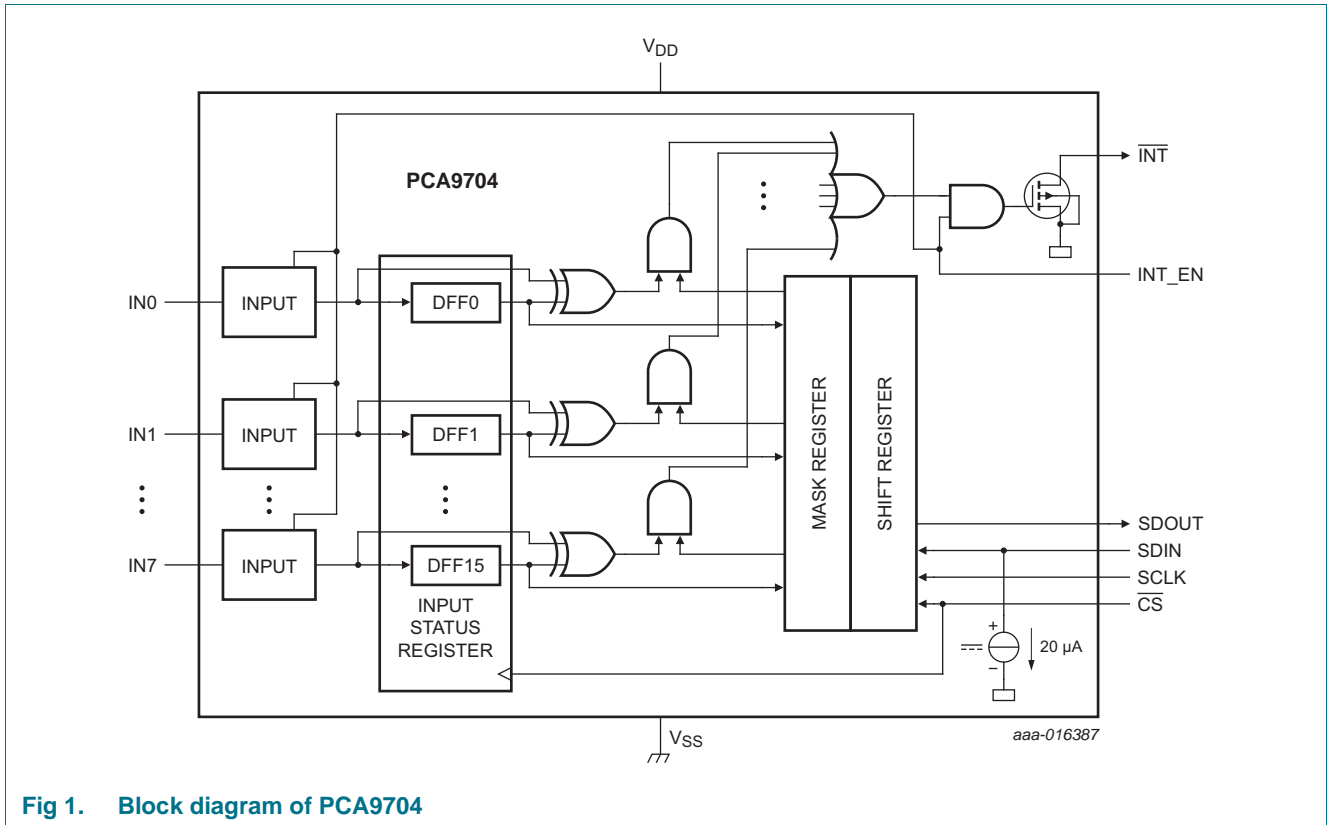 VDD
PCA9704
INT
INT_EN
IN0
INPUT
DFF0
IN1
INPUT
DFF1
IN7
INPUT
DFF15
INPUT
STATUS
REGISTER
MASK REGISTER
SHIFT REGISTER
SDOUT
SDIN
SCLK
CS
+
−
20 µA
VSS
aaa-016387
Fig 1. Block diagram of PCA9704